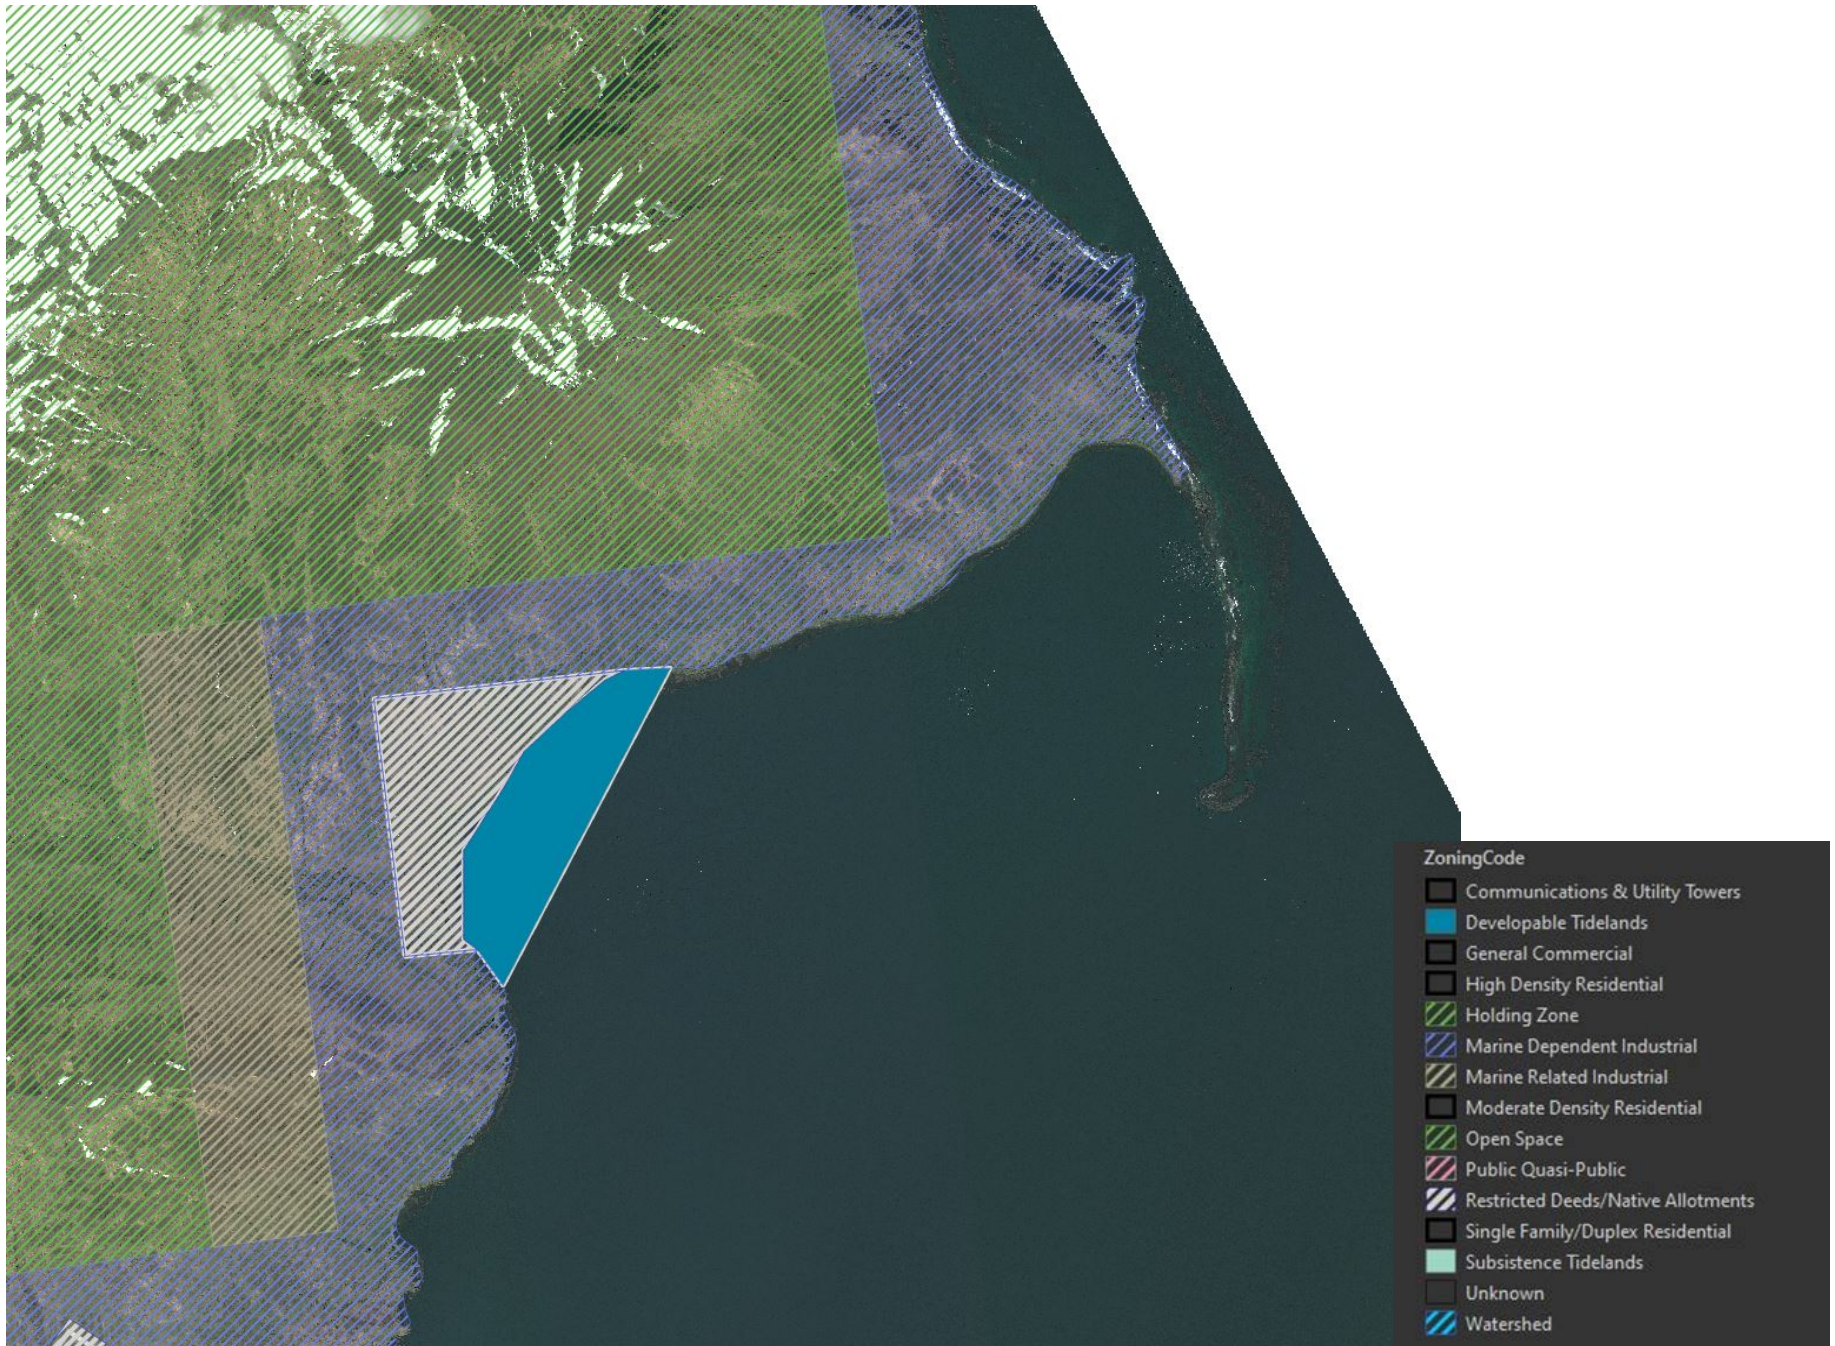 ZoningCode
Communications & Utility Towers
Developable Tidelands
General Commercial
High Density Residential
Holding Zone
Marine Dependent Industrial
Marine Related Industrial
Moderate Density Residential
Open Space
Public Quasi-Public
Restricted Deeds/Native Allotments
Single Family/Duplex Residential
Subsistence Tidelands
Unknown
Watershed